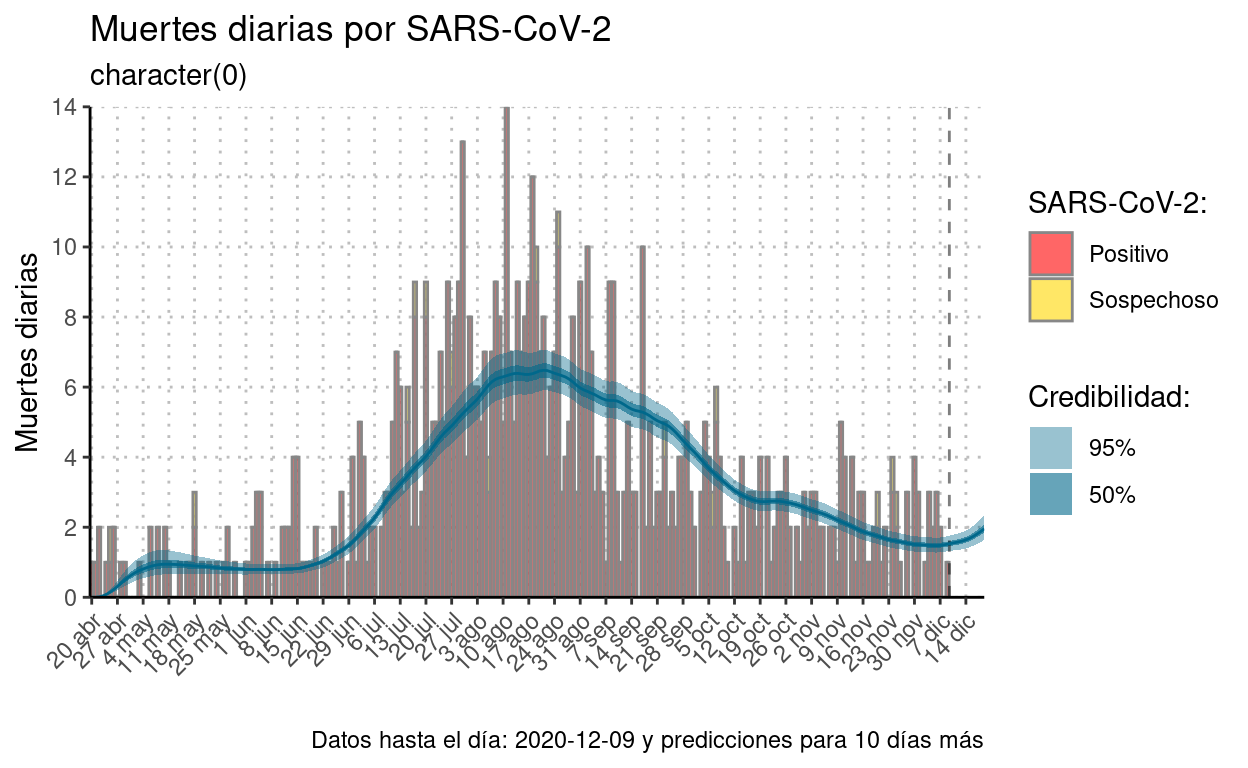 Muertes diarias por SARS-CoV-2
character(0)
Muertes diarias
14
12
10
8
6
4
2
0
20 abr
27 abr
4 may
11 may
18 may
25 may
1 jun
8 jun
15 jun
22 jun
29 jun
6 jul
13 jul
20 jul
27 jul
3 ago
10 ago
17 ago
24 ago
31 ago
7 sep
14 sep
21 sep
28 sep
5 oct
12 oct
19 oct
26 oct
2 nov
9 nov
16 nov
23 nov
30 nov
7 dic
14 dic
SARS-CoV-2:
Positivo
Sospechoso
Credibilidad:
95%
50%
Datos hasta el día: 2020-12-09 y predicciones para 10 días más